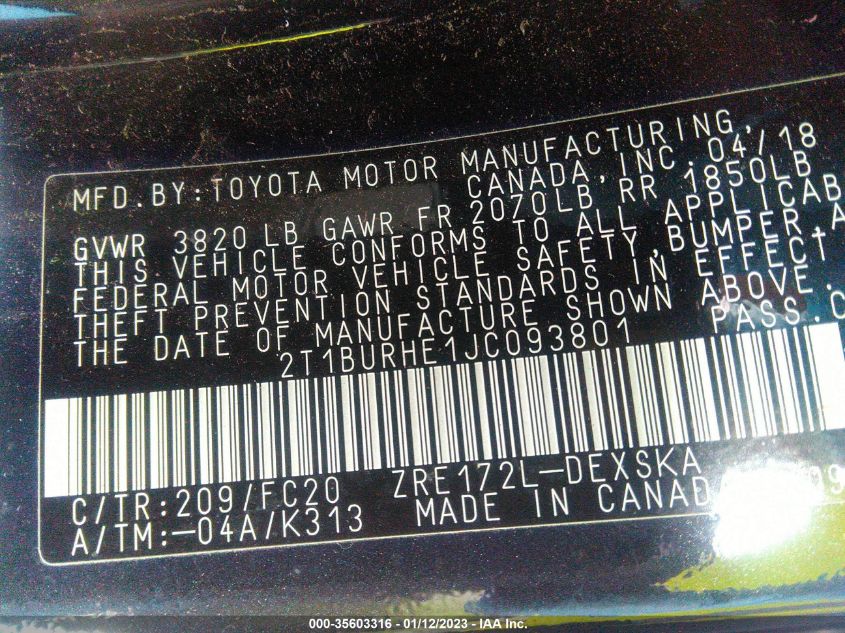 MFD.BY:TOYOTA MOTOR MANUFACTURING,
CANADA,INC. 04/18
GVWR 3820 LB GAWR FR 2070LB RR 1850LB
THIS VEHICLE CONFORMS TO ALL APPLICAB
FEDERAL MOTOR VEHICLE SAFETY,BUMPER,A
THEFT PREVENTION STANDARDS IN EFFECT
THE DATE OF MANUFACTURE SHOWN ABOVE.
2T1BURHE1JC093801 PASS.C
C/TR:209/FC20 ZRE172L-DEXSKA
A/TM:-04A/K313 MADE IN CANADA
000-35603316 - 01/12/2023 - IAA Inc.